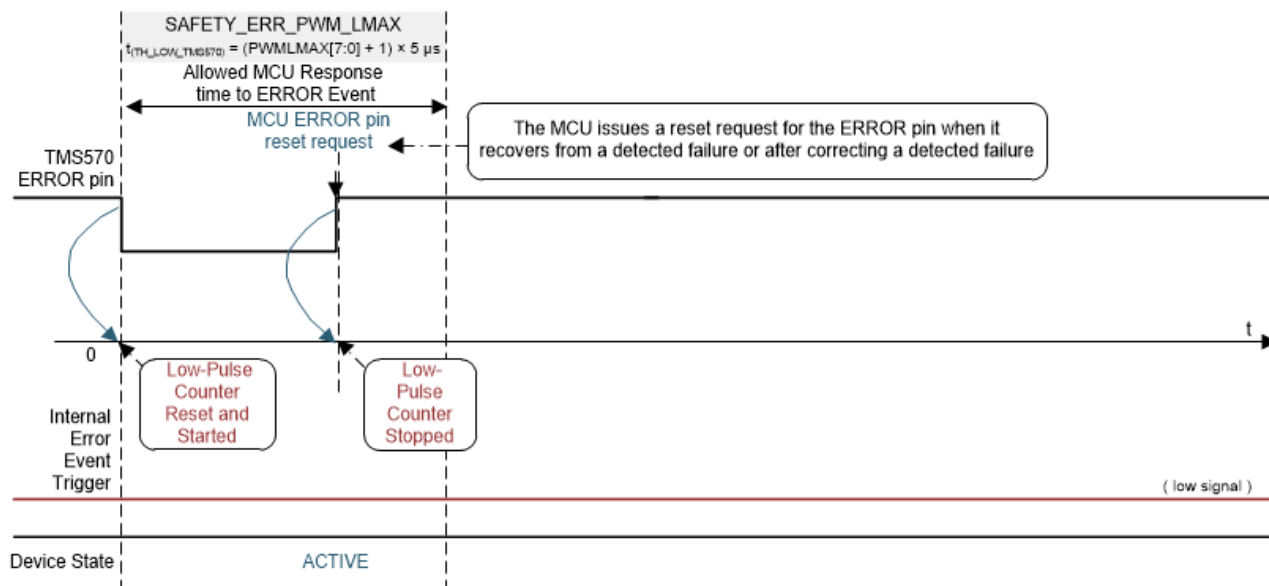 SAFETY_ERR_PWM_LMAX
t(TH_LOW_TMS570) = (PWMLMAX[7:0] + 1) × 5 µs
Allowed MCU Response
time to ERROR Event
MCU ERROR pin
reset request
The MCU issues a reset request for the ERROR pin when it
recovers from a detected failure or after correcting a detected failure
TMS570
ERROR pin
t
0
Low-Pulse
Counter
Reset and
Started
Low-
Pulse
Counter
Stopped
Internal
Error
Event
Trigger
( low signal )
Device State
ACTIVE